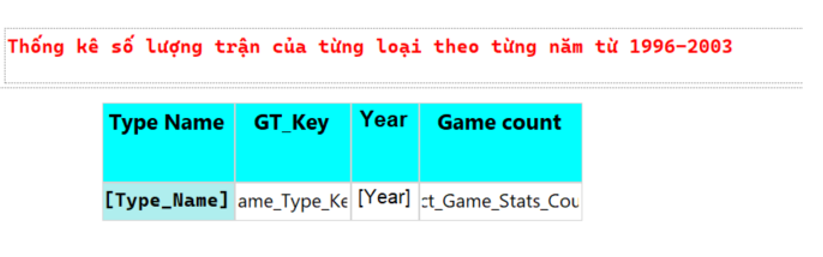 Thống kê số lượng trận của từng loại theo từng năm từ 1996-2003
Type Name GT_Key Year Game count
[Type_Name] ame_Type_Ke [Year] ct_Game_Stats_Cou